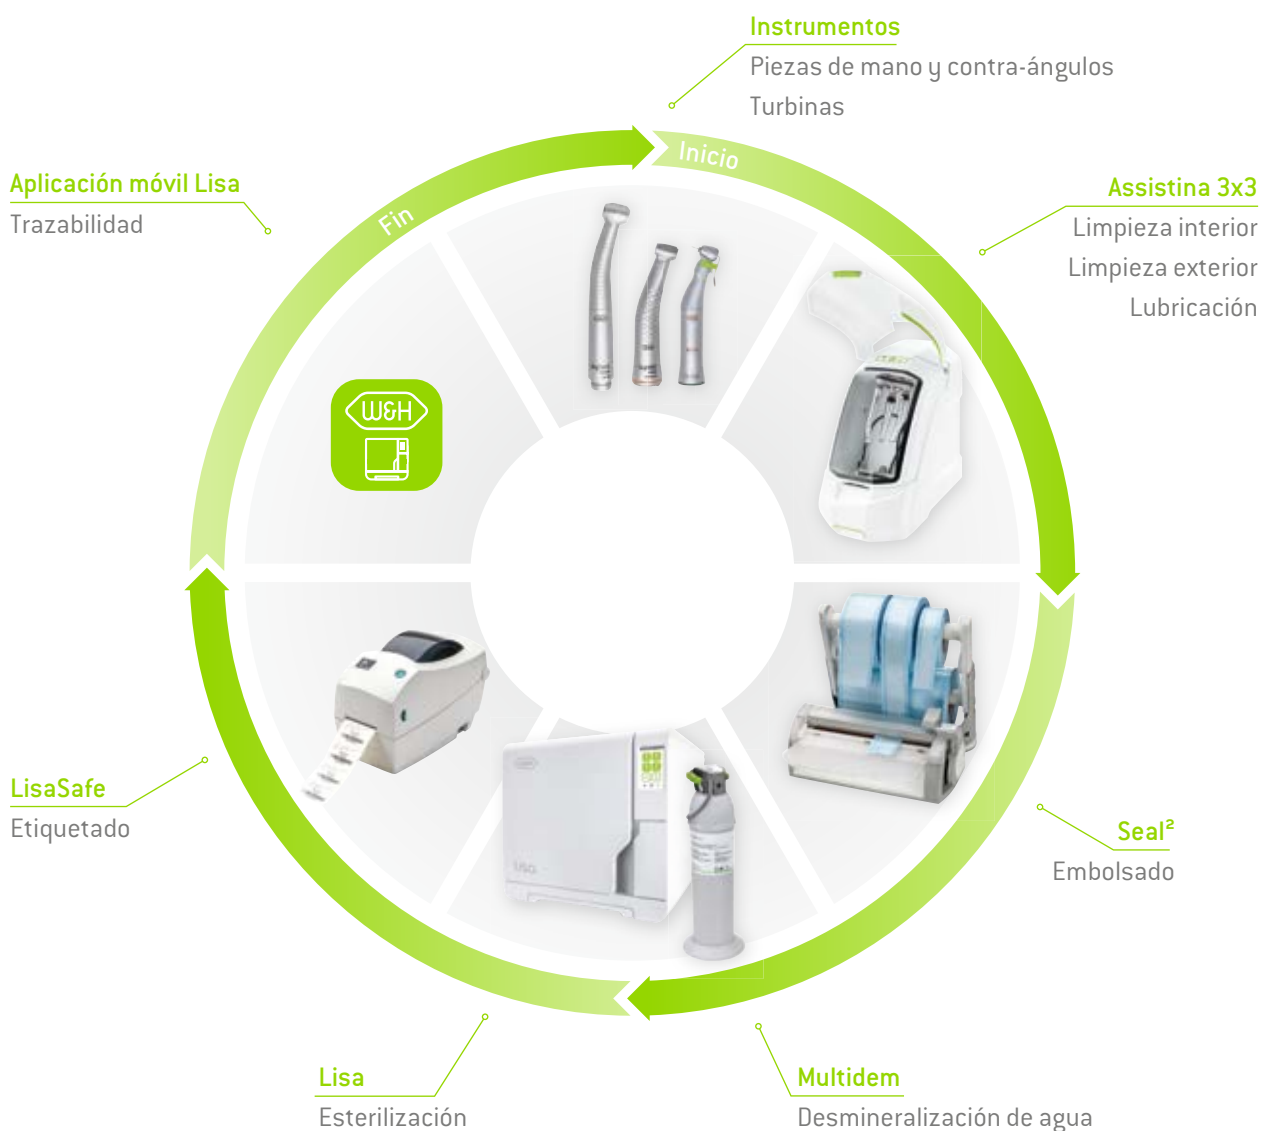 Instrumentos
Piezas de mano y contra-ángulos
Turbinas
Inicio
Assistina 3x3
Limpieza interior
Limpieza exterior
Lubricación
Seal²
Embolsado
Multidem
Desmineralización de agua
Lisa
Esterilización
LisaSafe
Etiquetado
Aplicación móvil Lisa
Trazabilidad
Fin
W&H
Lisa